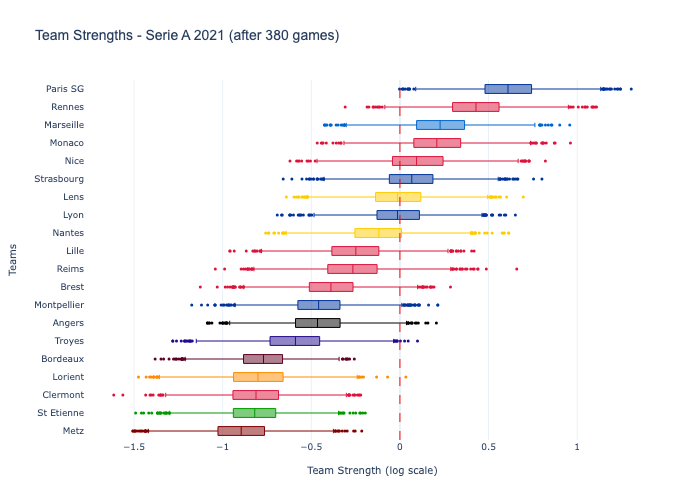 Team Strengths - Serie A 2021 (after 380 games)
Teams
Paris SG
Rennes
Marseille
Monaco
Nice
Strasbourg
Lens
Lyon
Nantes
Lille
Reims
Brest
Montpellier
Angers
Troyes
Bordeaux
Lorient
Clermont
St Etienne
Metz
−1.5 −1 −0.5 0 0.5 1
Team Strength (log scale)